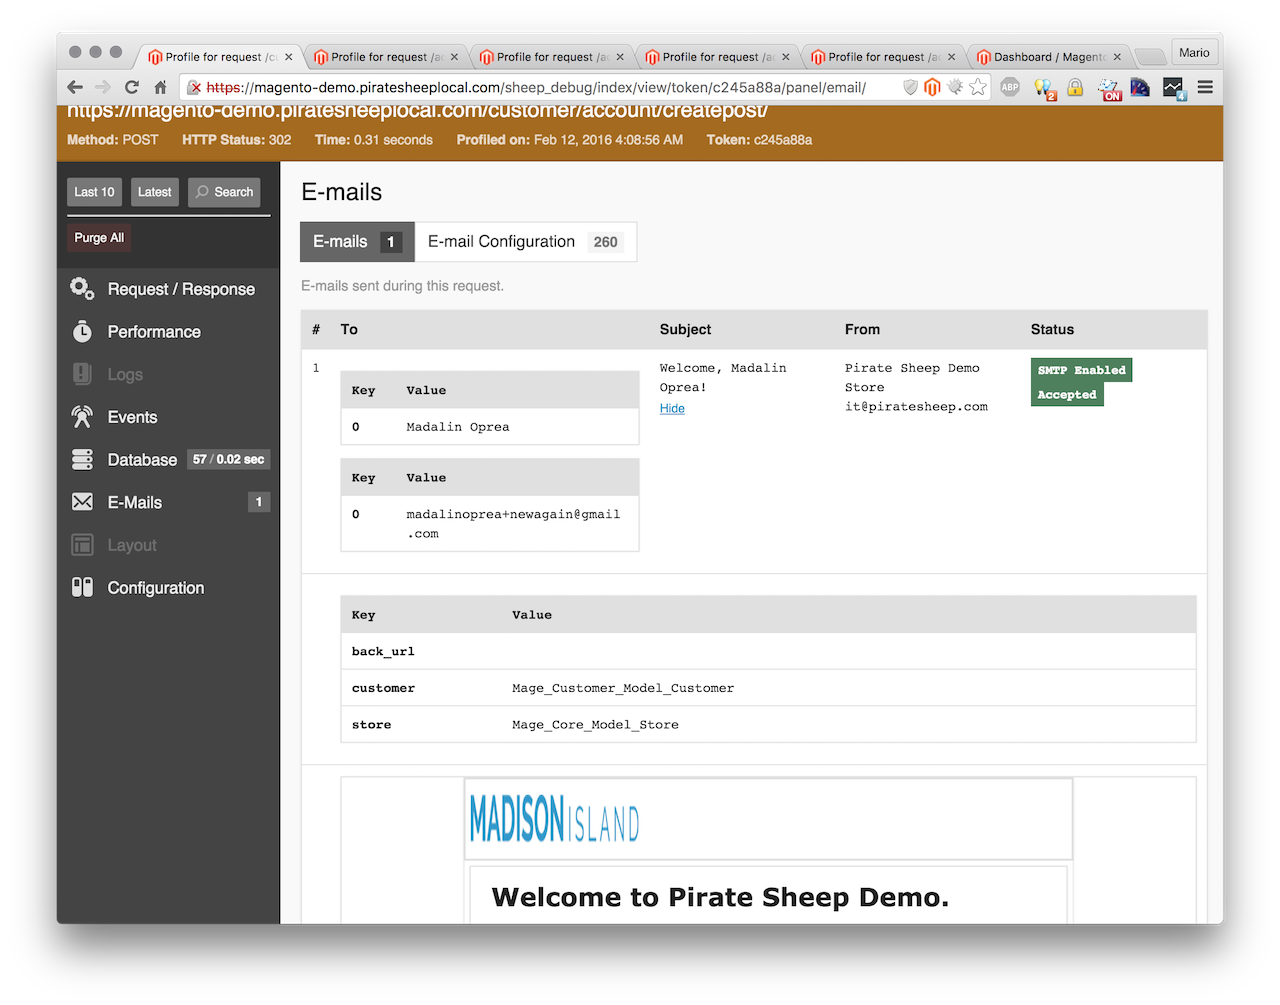 Profile for request /cu
Profile for request /ac
Profile for request /ac
Profile for request /ac
Profile for request /ac
Dashboard / Magento
Mario
https://magento-demo.piratesheeplocal.com/sheep_debug/index/view/token/c245a88a/panel/email/
ABP
2
ON
4
https://magento-demo.piratesheeplocal.com/customer/account/createpost/
Method: POST HTTP Status: 302 Time: 0.31 seconds Profiled on: Feb 12, 2016 4:08:56 AM Token: c245a88a
Last 10 Latest Search
Purge All
Request / Response
Performance
Logs
Events
Database 57 / 0.02 sec
E-Mails 1
Layout
Configuration
E-mails
E-mails 1 E-mail Configuration 260
E-mails sent during this request.
# To Subject From Status
1
Key Value
0 Madalin Oprea
Key Value
0 madalinoprea+newagain@gmail
.com
Welcome, Madalin
Oprea!
Hide
Pirate Sheep Demo
Store
it@piratesheep.com
SMTP Enabled
Accepted
Key Value
back_url
customer Mage_Customer_Model_Customer
store Mage_Core_Model_Store
MADISON ISLAND
Welcome to Pirate Sheep Demo.